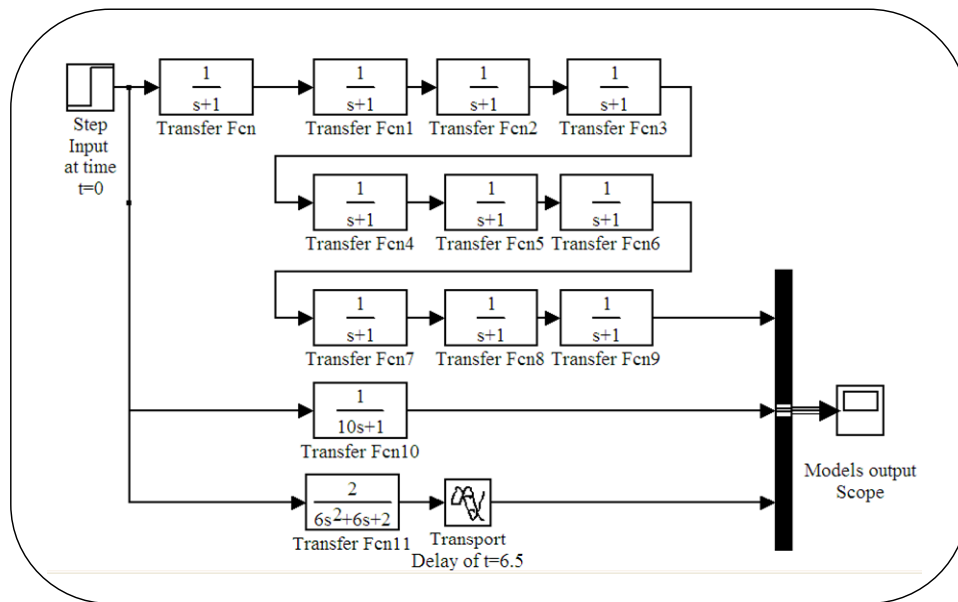 1
s+1
Transfer Fcn
1
s+1
Transfer Fcn1
1
s+1
Transfer Fcn2
1
s+1
Transfer Fcn3
Step
Input
at time
t=0
1
s+1
Transfer Fcn4
1
s+1
Transfer Fcn5
1
s+1
Transfer Fcn6
1
s+1
Transfer Fcn7
1
s+1
Transfer Fcn8
1
s+1
Transfer Fcn9
1
10s+1
Transfer Fcn10
Models output
Scope
2
6s²+6s+2
Transfer Fcn11
Transport
Delay of t=6.5